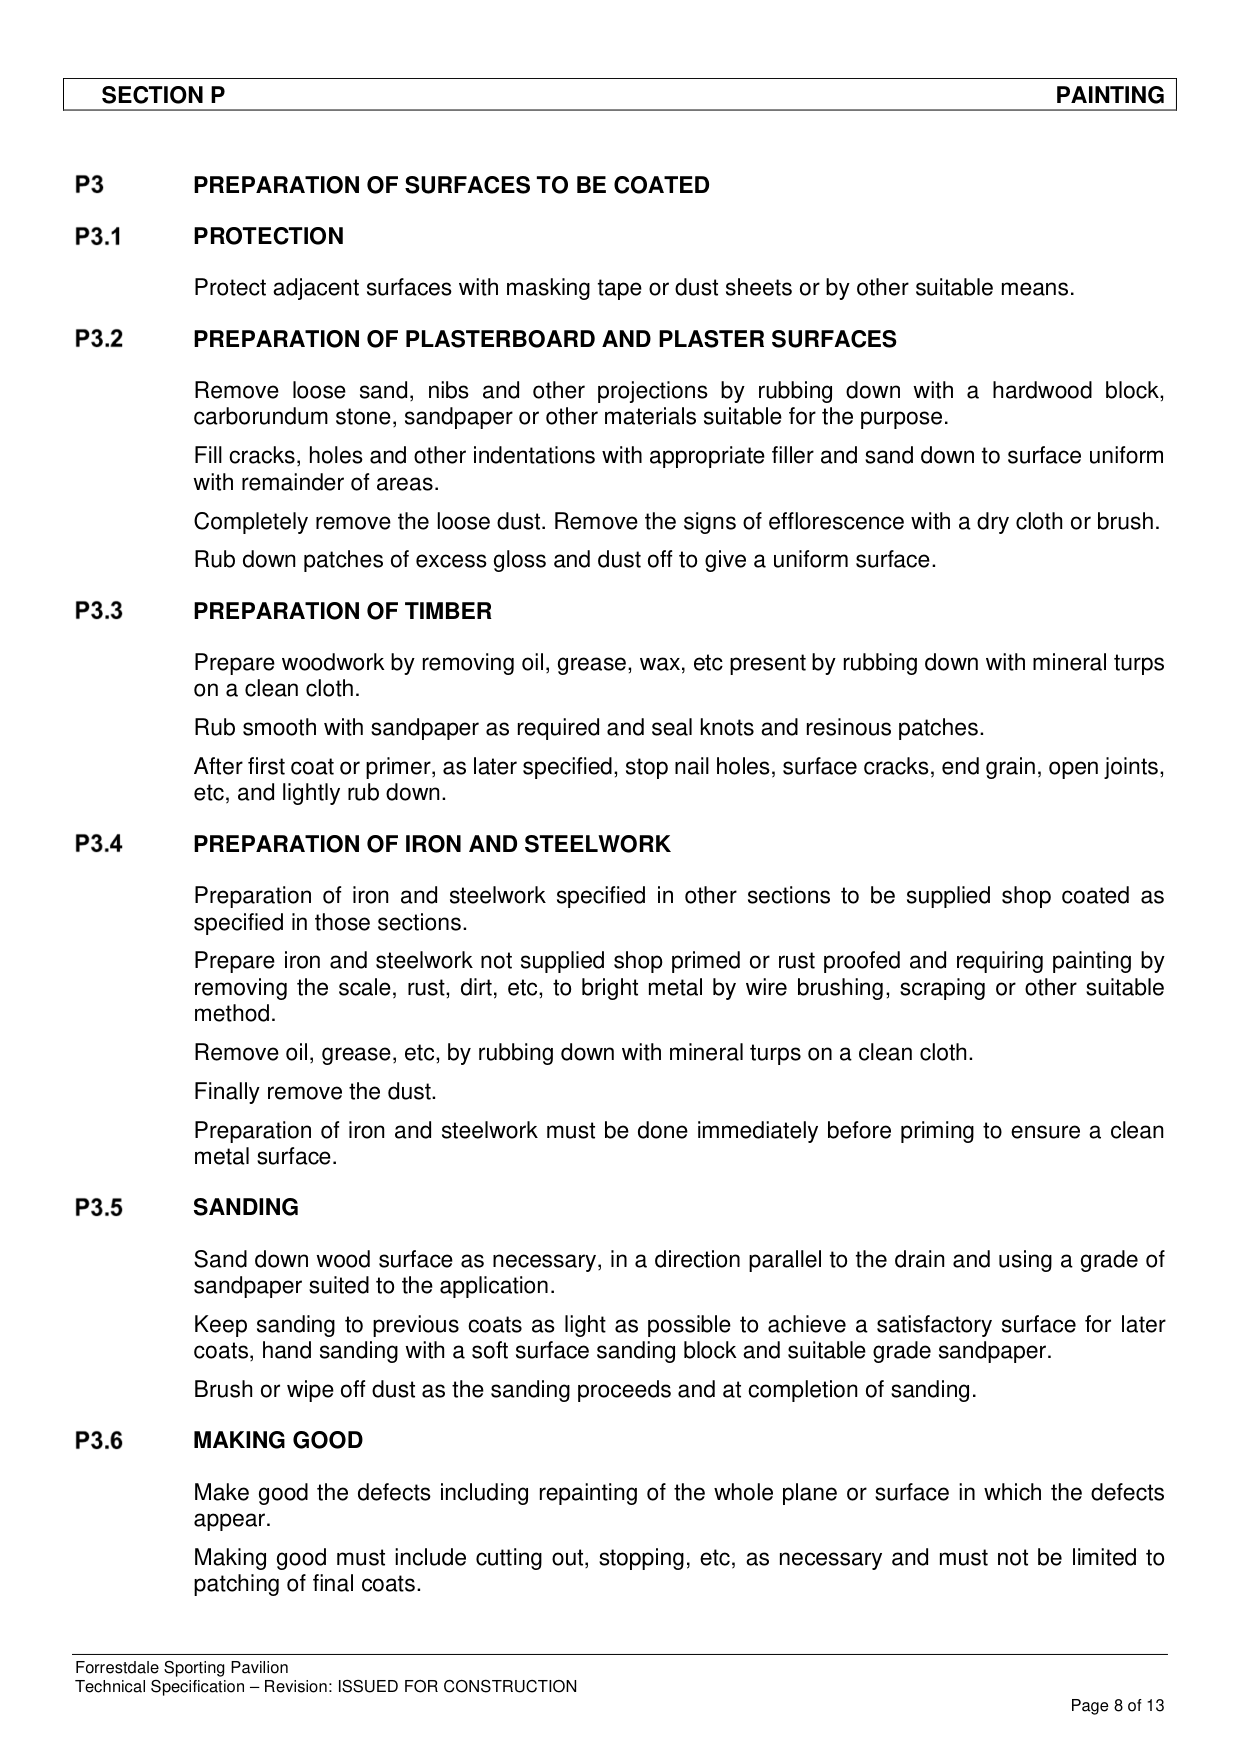 SECTION P PAINTING
P3 PREPARATION OF SURFACES TO BE COATED
P3.1 PROTECTION
Protect adjacent surfaces with masking tape or dust sheets or by other suitable means.
P3.2 PREPARATION OF PLASTERBOARD AND PLASTER SURFACES
Remove loose sand, nibs and other projections by rubbing down with a hardwood block,
carborundum stone, sandpaper or other materials suitable for the purpose.
Fill cracks, holes and other indentations with appropriate filler and sand down to surface uniform
with remainder of areas.
Completely remove the loose dust. Remove the signs of efflorescence with a dry cloth or brush.
Rub down patches of excess gloss and dust off to give a uniform surface.
P3.3 PREPARATION OF TIMBER
Prepare woodwork by removing oil, grease, wax, etc present by rubbing down with mineral turps
on a clean cloth.
Rub smooth with sandpaper as required and seal knots and resinous patches.
After first coat or primer, as later specified, stop nail holes, surface cracks, end grain, open joints,
etc, and lightly rub down.
P3.4 PREPARATION OF IRON AND STEELWORK
Preparation of iron and steelwork specified in other sections to be supplied shop coated as
specified in those sections.
Prepare iron and steelwork not supplied shop primed or rust proofed and requiring painting by
removing the scale, rust, dirt, etc, to bright metal by wire brushing, scraping or other suitable
method.
Remove oil, grease, etc, by rubbing down with mineral turps on a clean cloth.
Finally remove the dust.
Preparation of iron and steelwork must be done immediately before priming to ensure a clean
metal surface.
P3.5 SANDING
Sand down wood surface as necessary, in a direction parallel to the drain and using a grade of
sandpaper suited to the application.
Keep sanding to previous coats as light as possible to achieve a satisfactory surface for later
coats, hand sanding with a soft surface sanding block and suitable grade sandpaper.
Brush or wipe off dust as the sanding proceeds and at completion of sanding.
P3.6 MAKING GOOD
Make good the defects including repainting of the whole plane or surface in which the defects
appear.
Making good must include cutting out, stopping, etc, as necessary and must not be limited to
patching of final coats.
Forrestdale Sporting Pavilion
Technical Specification – Revision: ISSUED FOR CONSTRUCTION
Page 8 of 13